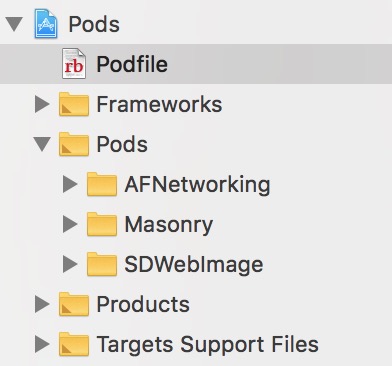 Pods
rb Podfile
Frameworks
Pods
AFNetworking
Masonry
SDWebImage
Products
Targets Support Files